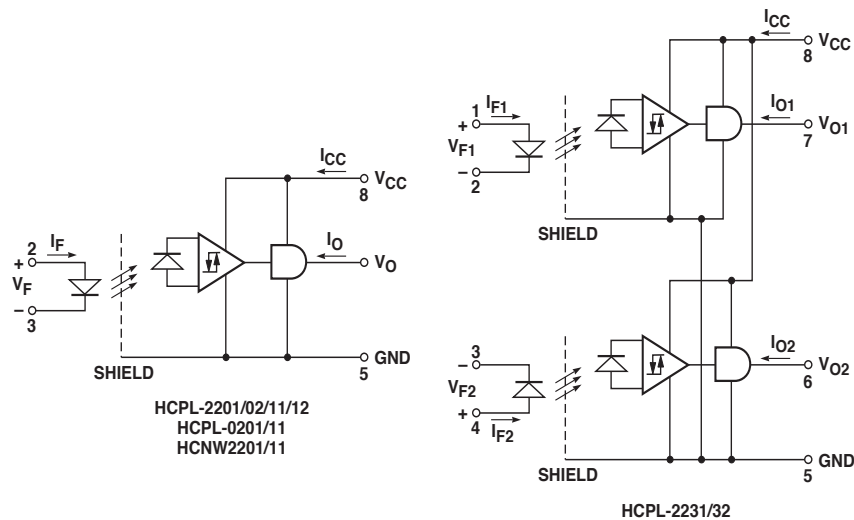 ICC
VCC
8
IF
2
+
VF
–
3
IO
VO
GND
5
SHIELD
HCPL-2201/02/11/12
HCPL-0201/11
HCNW2201/11
ICC
VCC
8
IF1
1
+
VF1
–
2
IO1
VO1
7
SHIELD
3
–
VF2
+
4
IF2
IO2
VO2
6
GND
5
SHIELD
HCPL-2231/32